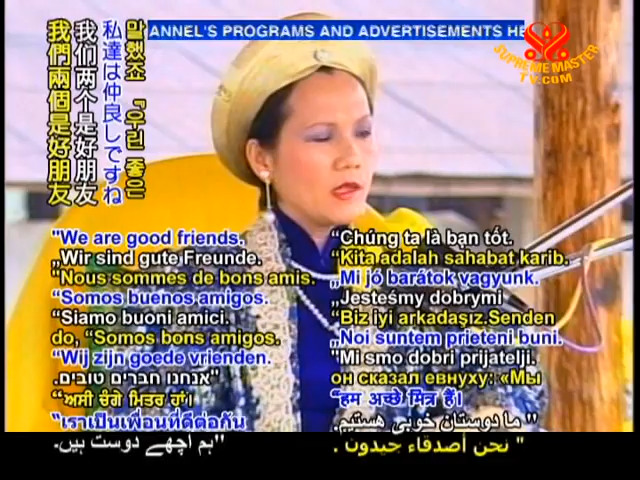 ANNEL'S PROGRAMS AND ADVERTISEMENTS HE
SUPREME MASTER
TV.COM
말했죠 『우린 좋은
私達は仲良しですね
我们两个是好朋友
我們兩個是好朋友
"We are good friends.
„Wir sind gute Freunde.
"Nous sommes de bons amis.
“Somos buenos amigos.
“Siamo buoni amici.
do, “Somos bons amigos.
“Wij zijn goede vrienden.
"אנחנו חברים טובים.
“ਅਸੀ ਚੰਗੇ ਮਿਤਰ ਹਾਂ।
“เราเป็นเพื่อนที่ดีต่อกัน
"ہم اچھے دوست ہیں۔
“Chúng ta là bạn tốt.
“Kita adalah sahabat karib.
„Mi jó barátok vagyunk.
„Jesteśmy dobrymi
“Biz iyi arkadaşız.Senden
„Noi suntem prieteni buni.
"Mi smo dobri prijatelji.
он сказал евнуху: «Мы
“हम अच्छे मित्र हैं।
" ما دوستان خوبی هستیم.
" نحن أصدقاء جيدون .